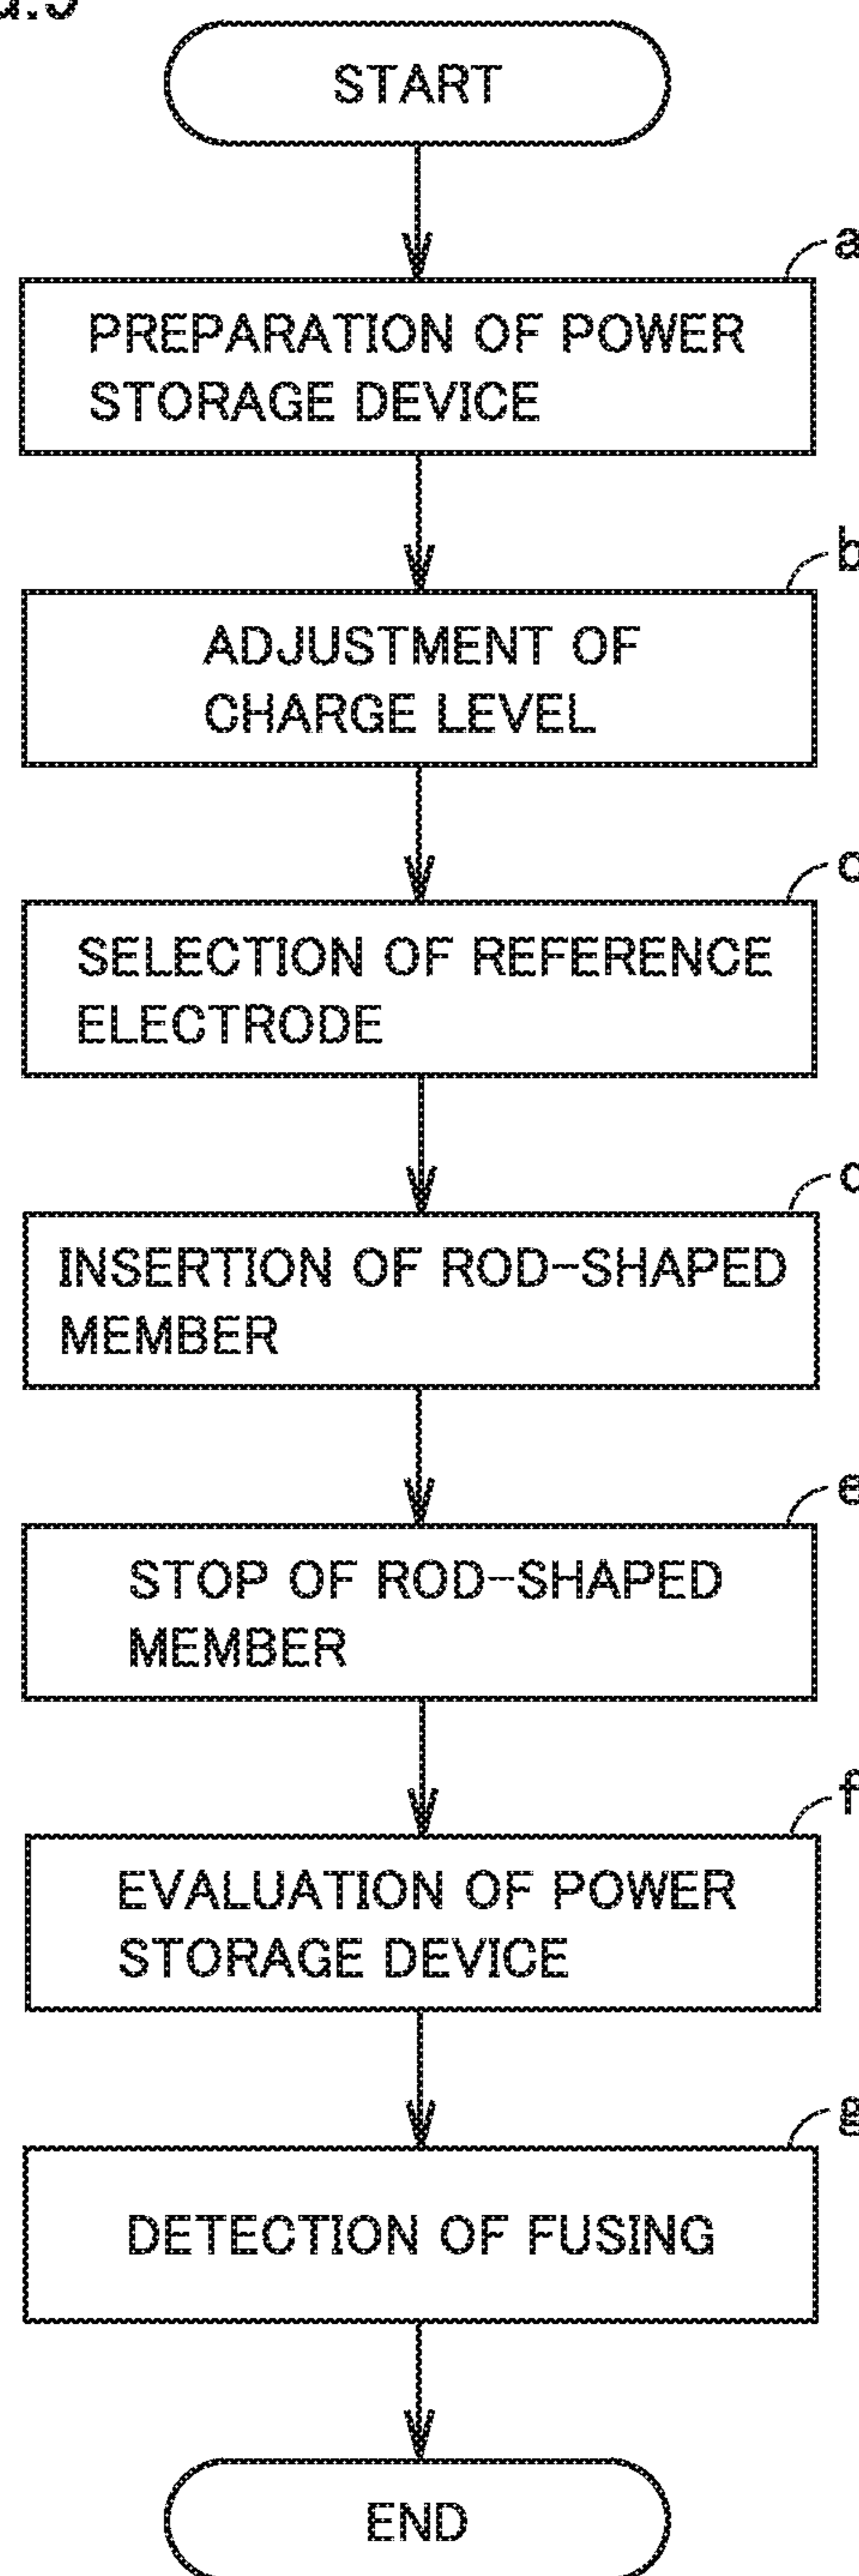 START
a
PREPARATION OF POWER
STORAGE DEVICE
b
ADJUSTMENT OF
CHARGE LEVEL
SELECTION OF REFERENCE
ELECTRODE
INSERTION OF ROD-SHAPED
MEMBER
e
STOP OF ROD-SHAPED
MEMBER
f
EVALUATION OF POWER
STORAGE DEVICE
g
DETECTION OF FUSING
END